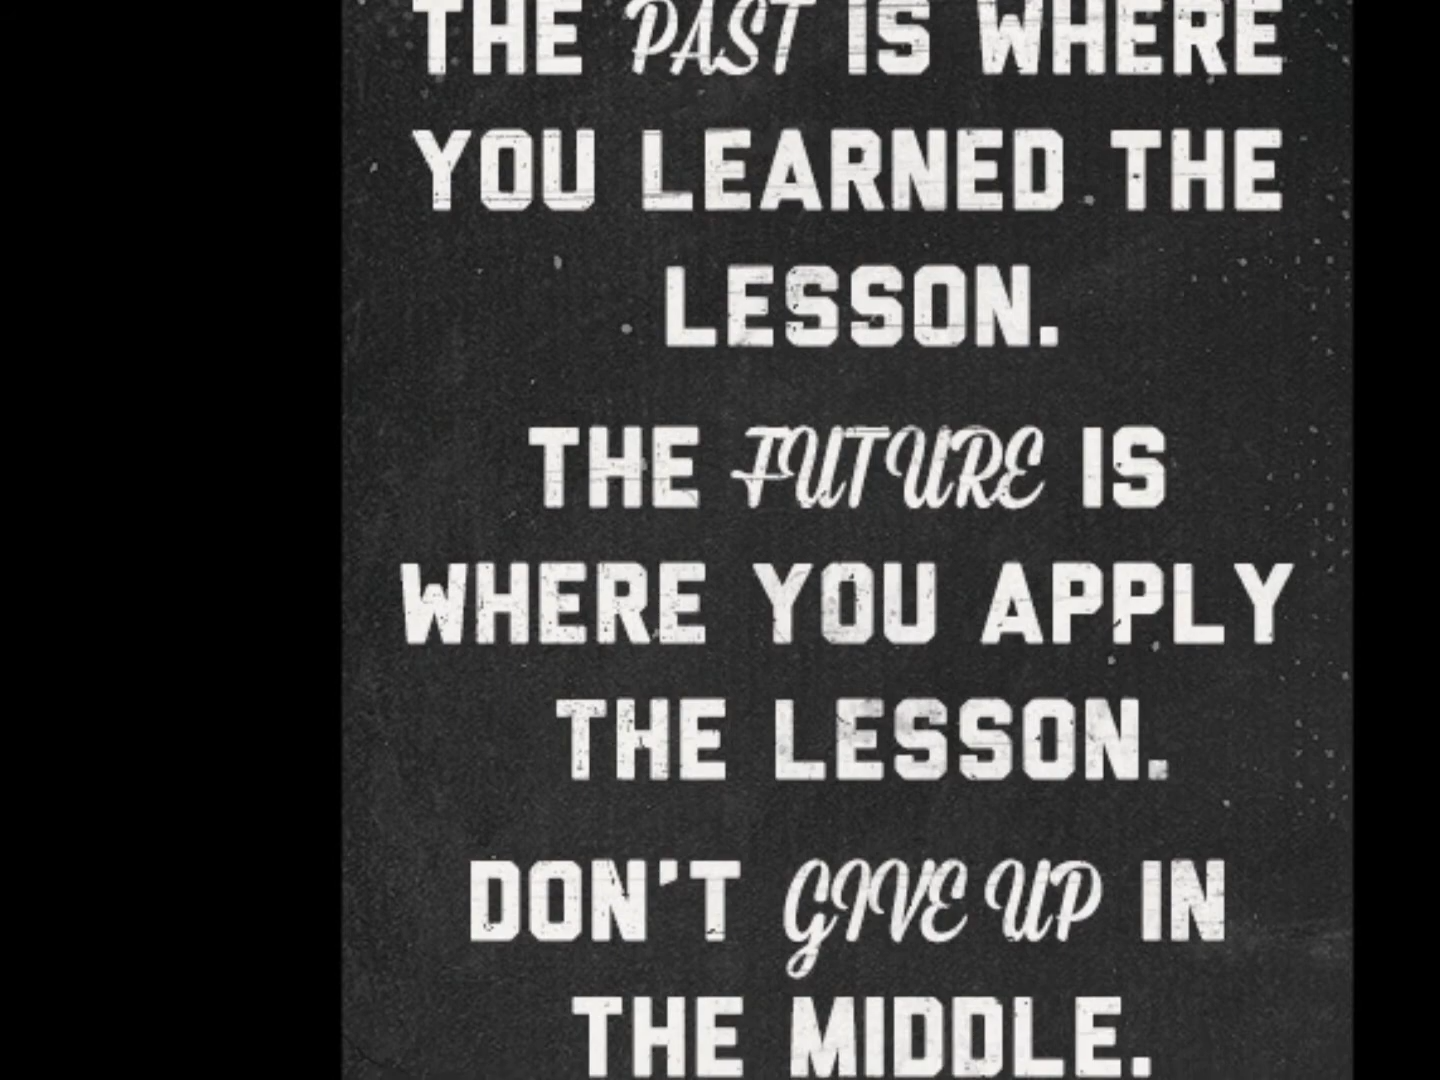 THE PAST IS WHERE
YOU LEARNED THE
LESSON.
THE FUTURE IS
WHERE YOU APPLY
THE LESSON.
DON'T GIVE UP IN
THE MIDDLE.